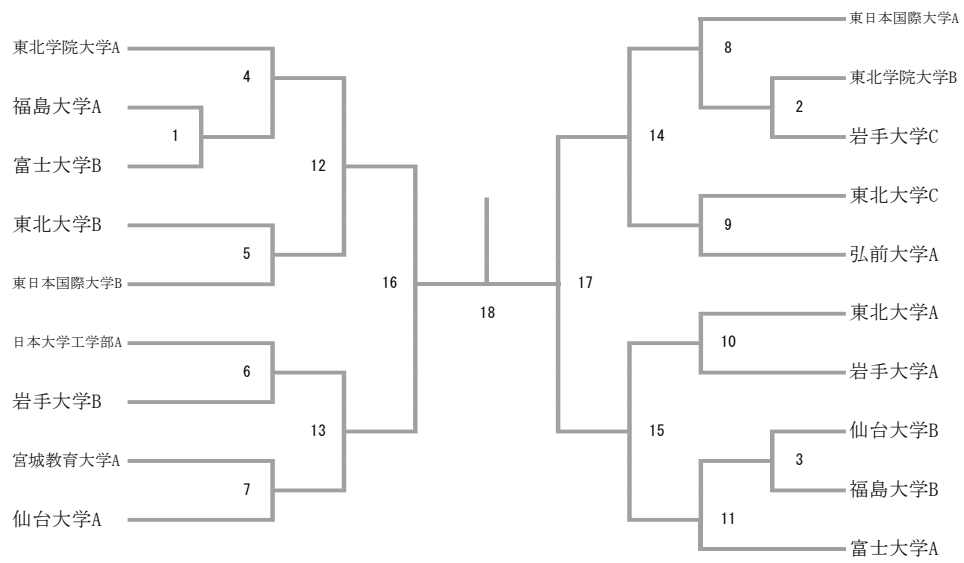 東北学院大学A
福島大学A
富士大学B
東北大学B
東日本国際大学B
日本大学工学部A
岩手大学B
宮城教育大学A
仙台大学A
1
4
5
6
7
12
13
16
18
17
14
15
8
9
10
11
2
3
東日本国際大学A
東北学院大学B
岩手大学C
東北大学C
弘前大学A
東北大学A
岩手大学A
仙台大学B
福島大学B
富士大学A